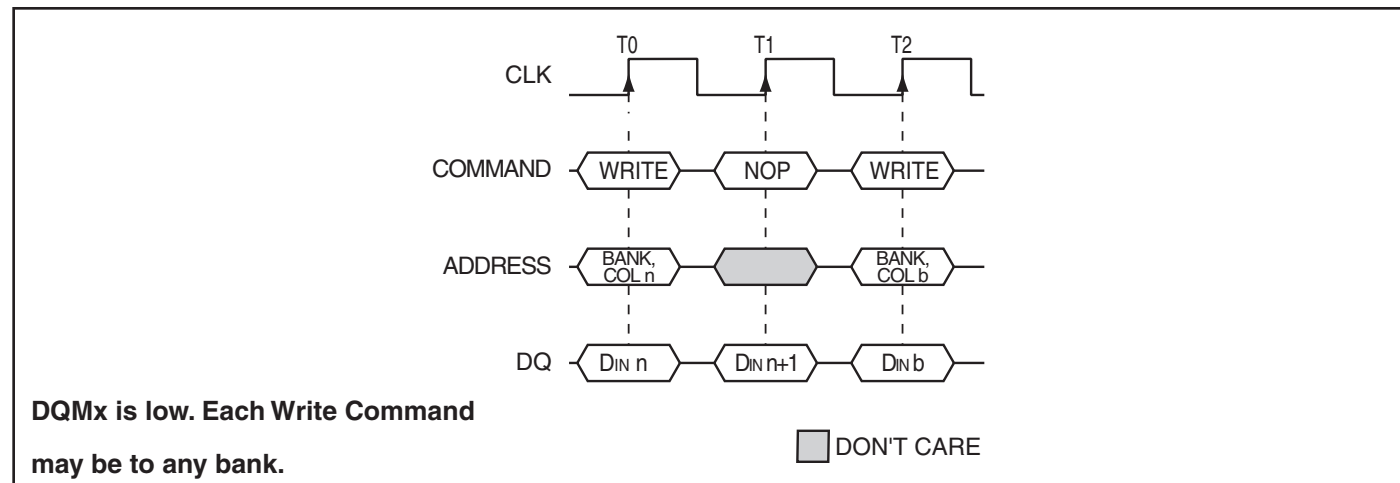 T0 T1 T2
CLK
COMMAND WRITE NOP WRITE
ADDRESS BANK, COL n BANK, COL b
DQ DIN n DIN n+1 DIN b
DQMx is low. Each Write Command
may be to any bank.
DON'T CARE